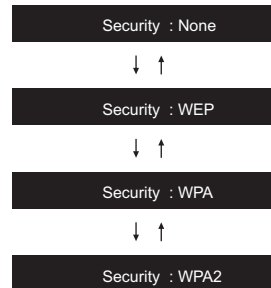 Security : None
↓ ↑
Security : WEP
↓ ↑
Security : WPA
↓ ↑
Security : WPA2